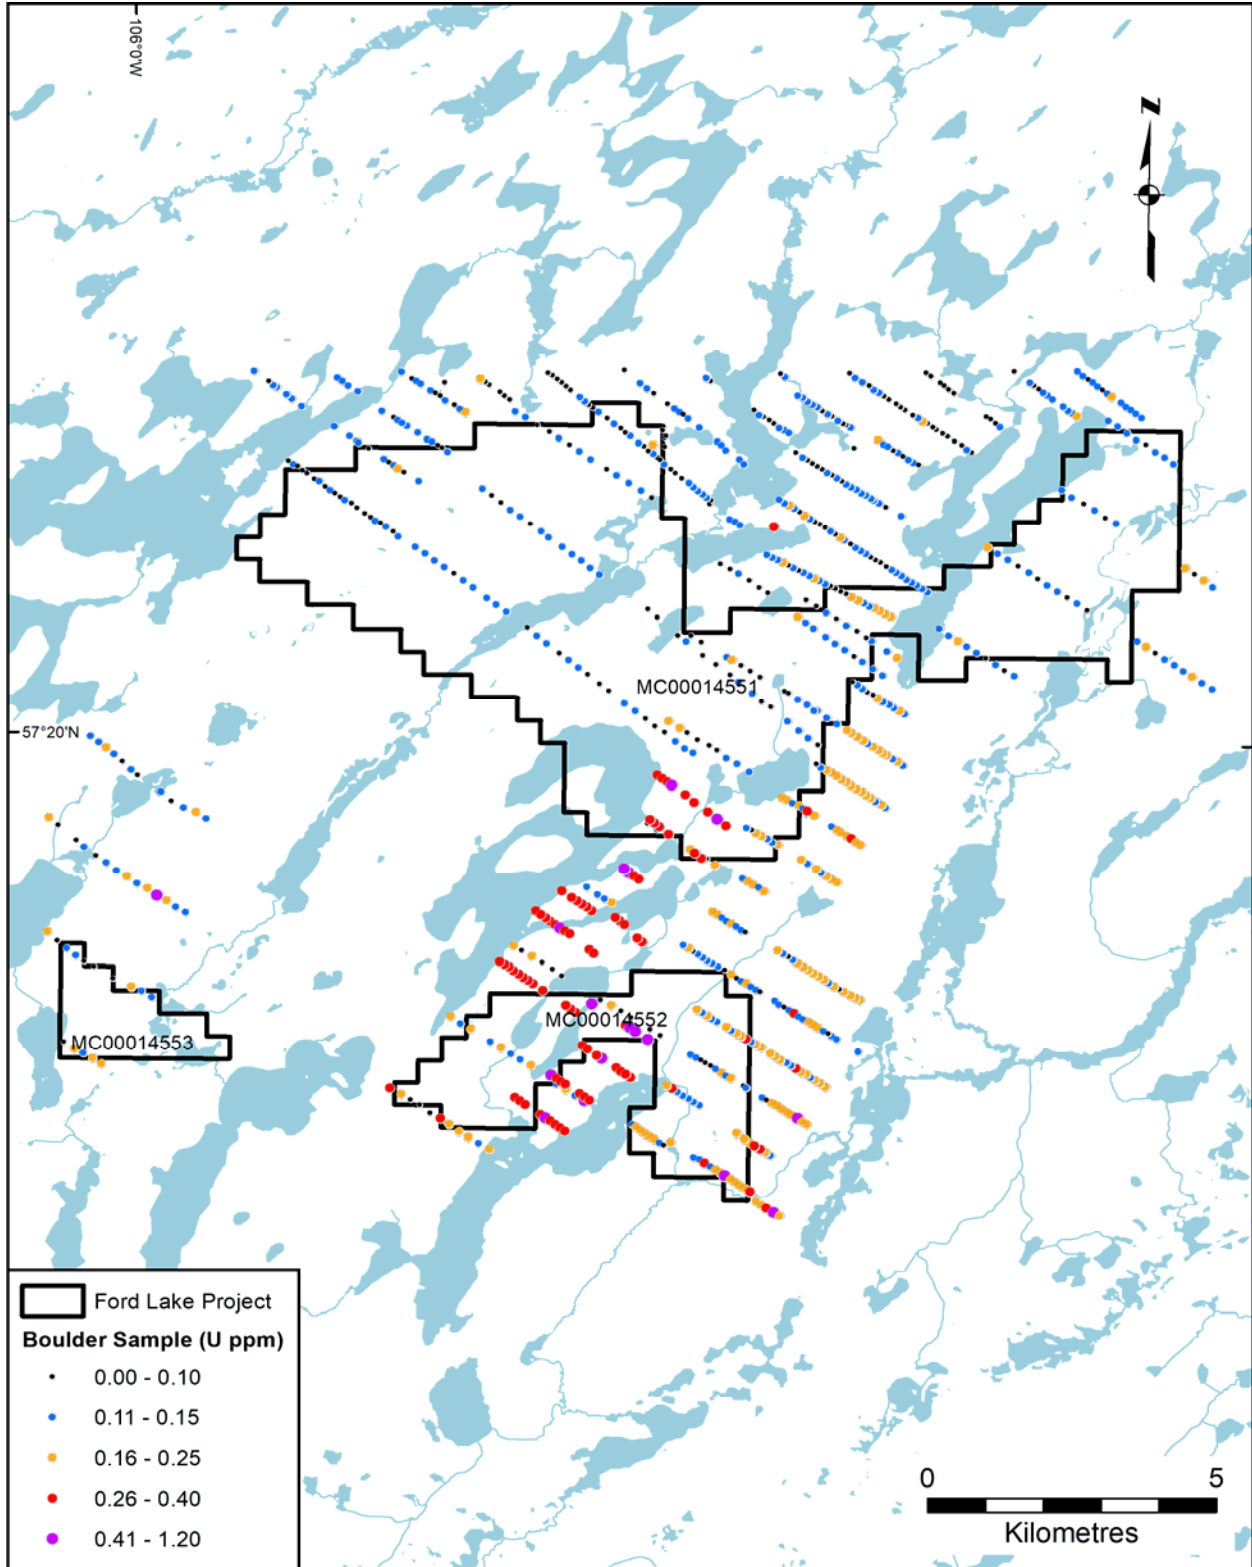 106°0'W
N
MC00014551
57°20'N
MC00014552
MC00014553
Ford Lake Project
Boulder Sample (U ppm)
0.00 - 0.10
0.11 - 0.15
0.16 - 0.25
0.26 - 0.40
0.41 - 1.20
0 5
Kilometres